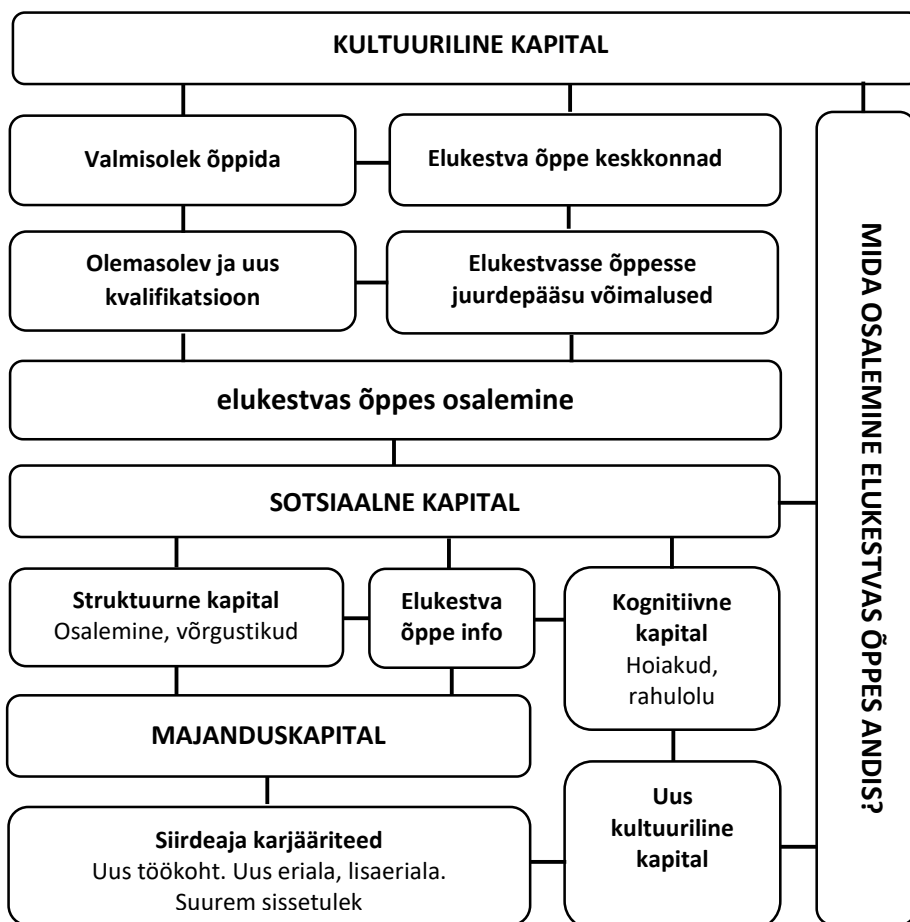 KULTUURILINE KAPITAL
Valmisolek õppida
Elukestva õppe keskkonnad
Olemasolev ja uus
kvalifikatsioon
Elukestvasse õppesse
juurdepääsu võimalused
elukestvas õppes osalemine
SOTSIAALNE KAPITAL
Struktuurne kapital
Osalemine, võrgustikud
Elukestva
õppe info
Kognitiivne
kapital
Hoiakud,
rahulolu
MAJANDUSKAPITAL
Siirdeaja karjääriteed
Uus töökoht. Uus eriala, lisaeriala.
Suurem sissetulek
Uus
kultuuriline
kapital
MIDA OSALEMINE ELUKESTVAS ÕPPES ANDIS?